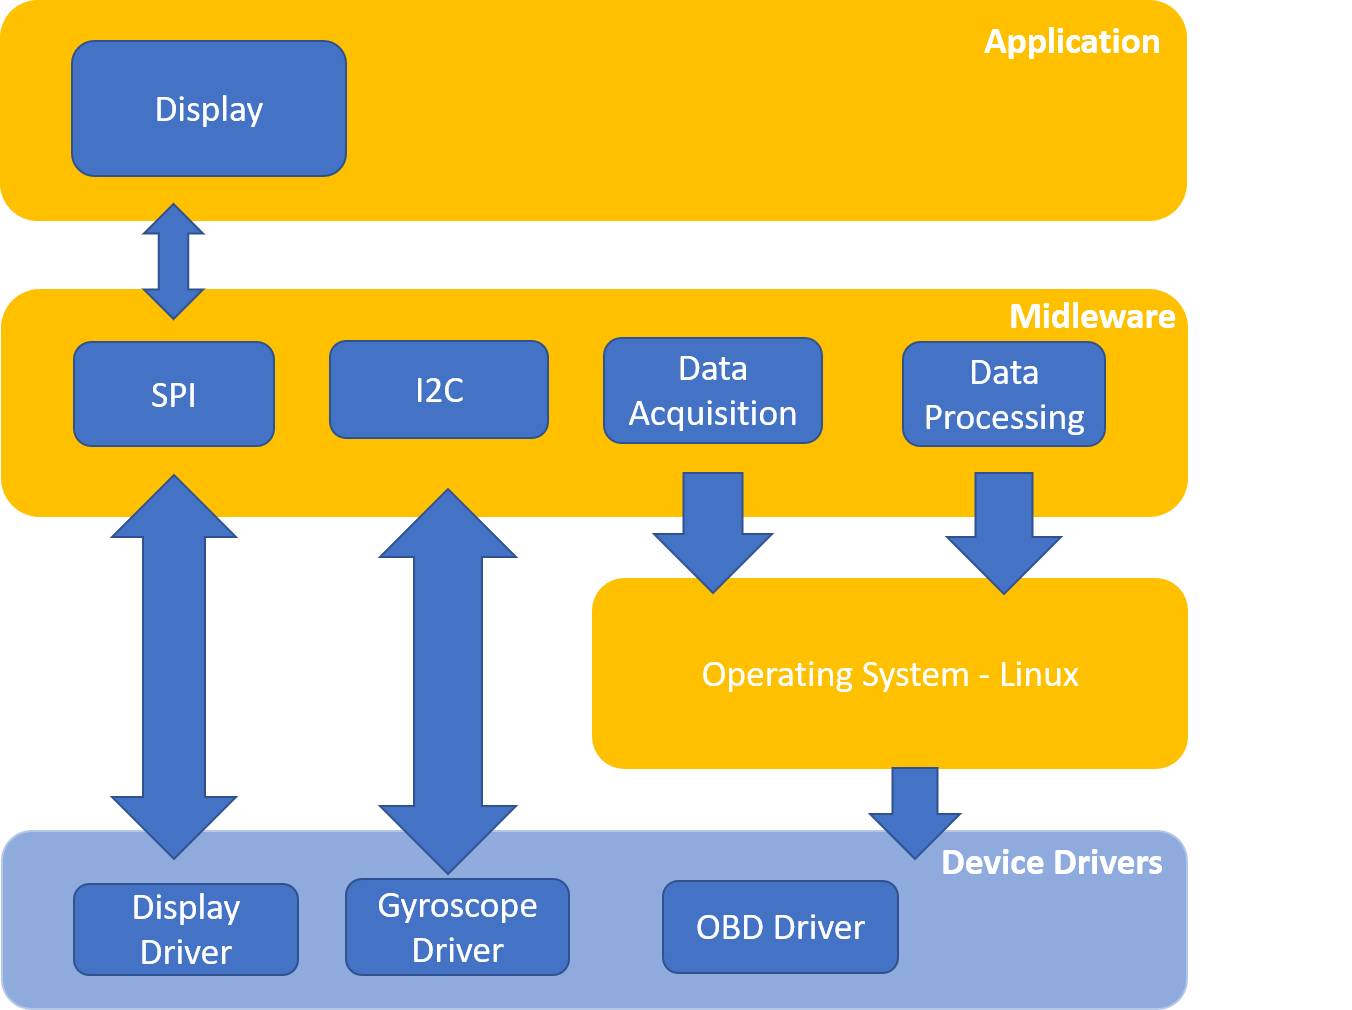 Application
Display
Midleware
SPI
I2C
Data
Acquisition
Data
Processing
Operating System - Linux
Device Drivers
Display
Driver
Gyroscope
Driver
OBD Driver